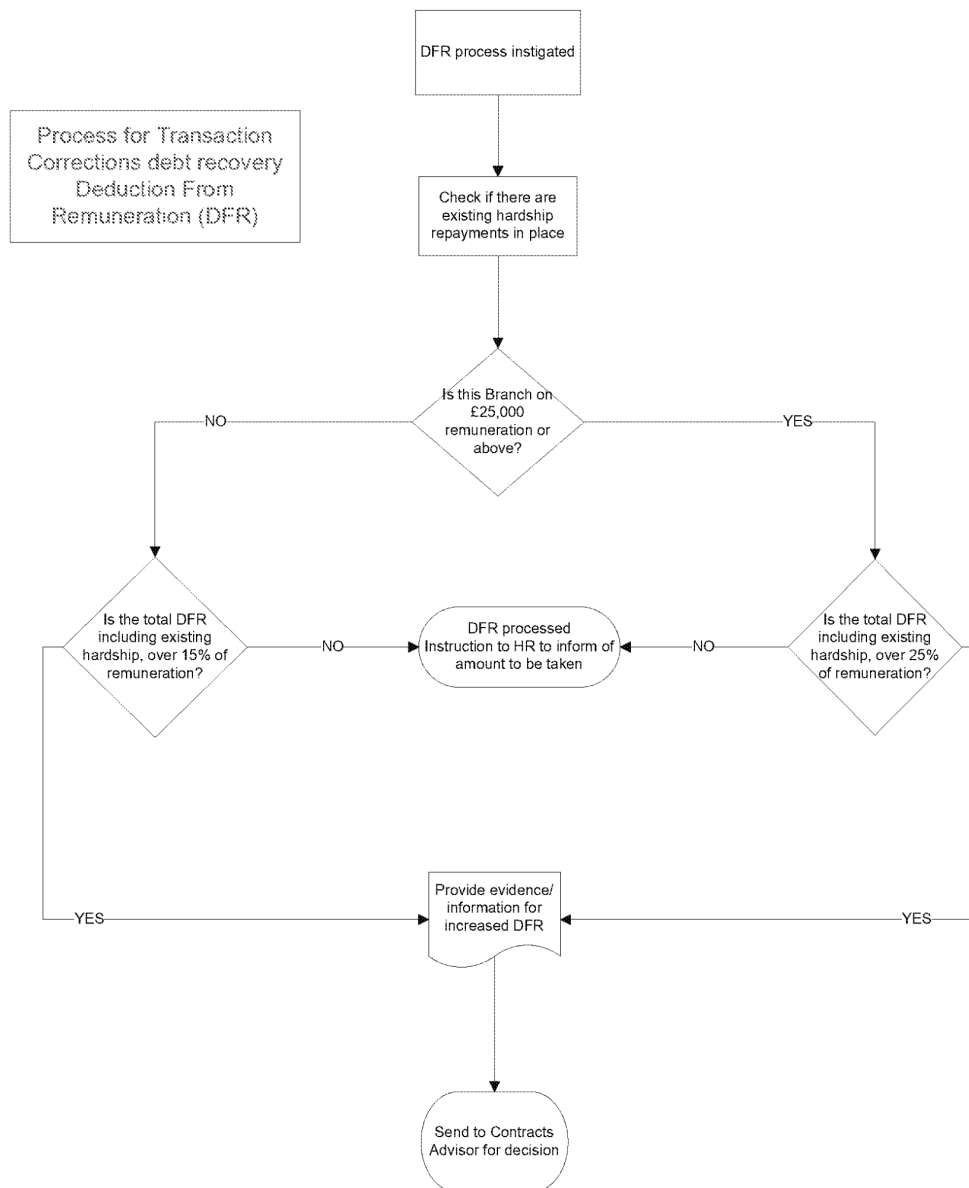 DFR process instigated
Process for Transaction
Corrections debt recovery
Deduction From
Remuneration (DFR)
Check if there are
existing hardship
repayments in place
Is this Branch on
£25,000
remuneration or
above?
NO
YES
Is the total DFR
including existing
hardship, over 15% of
remuneration?
NO
DFR processed
Instruction to HR to inform of
amount to be taken
NO
Is the total DFR
including existing
hardship, over 25%
of remuneration?
YES
Provide evidence/
information for
increased DFR
YES
Send to Contracts
Advisor for decision